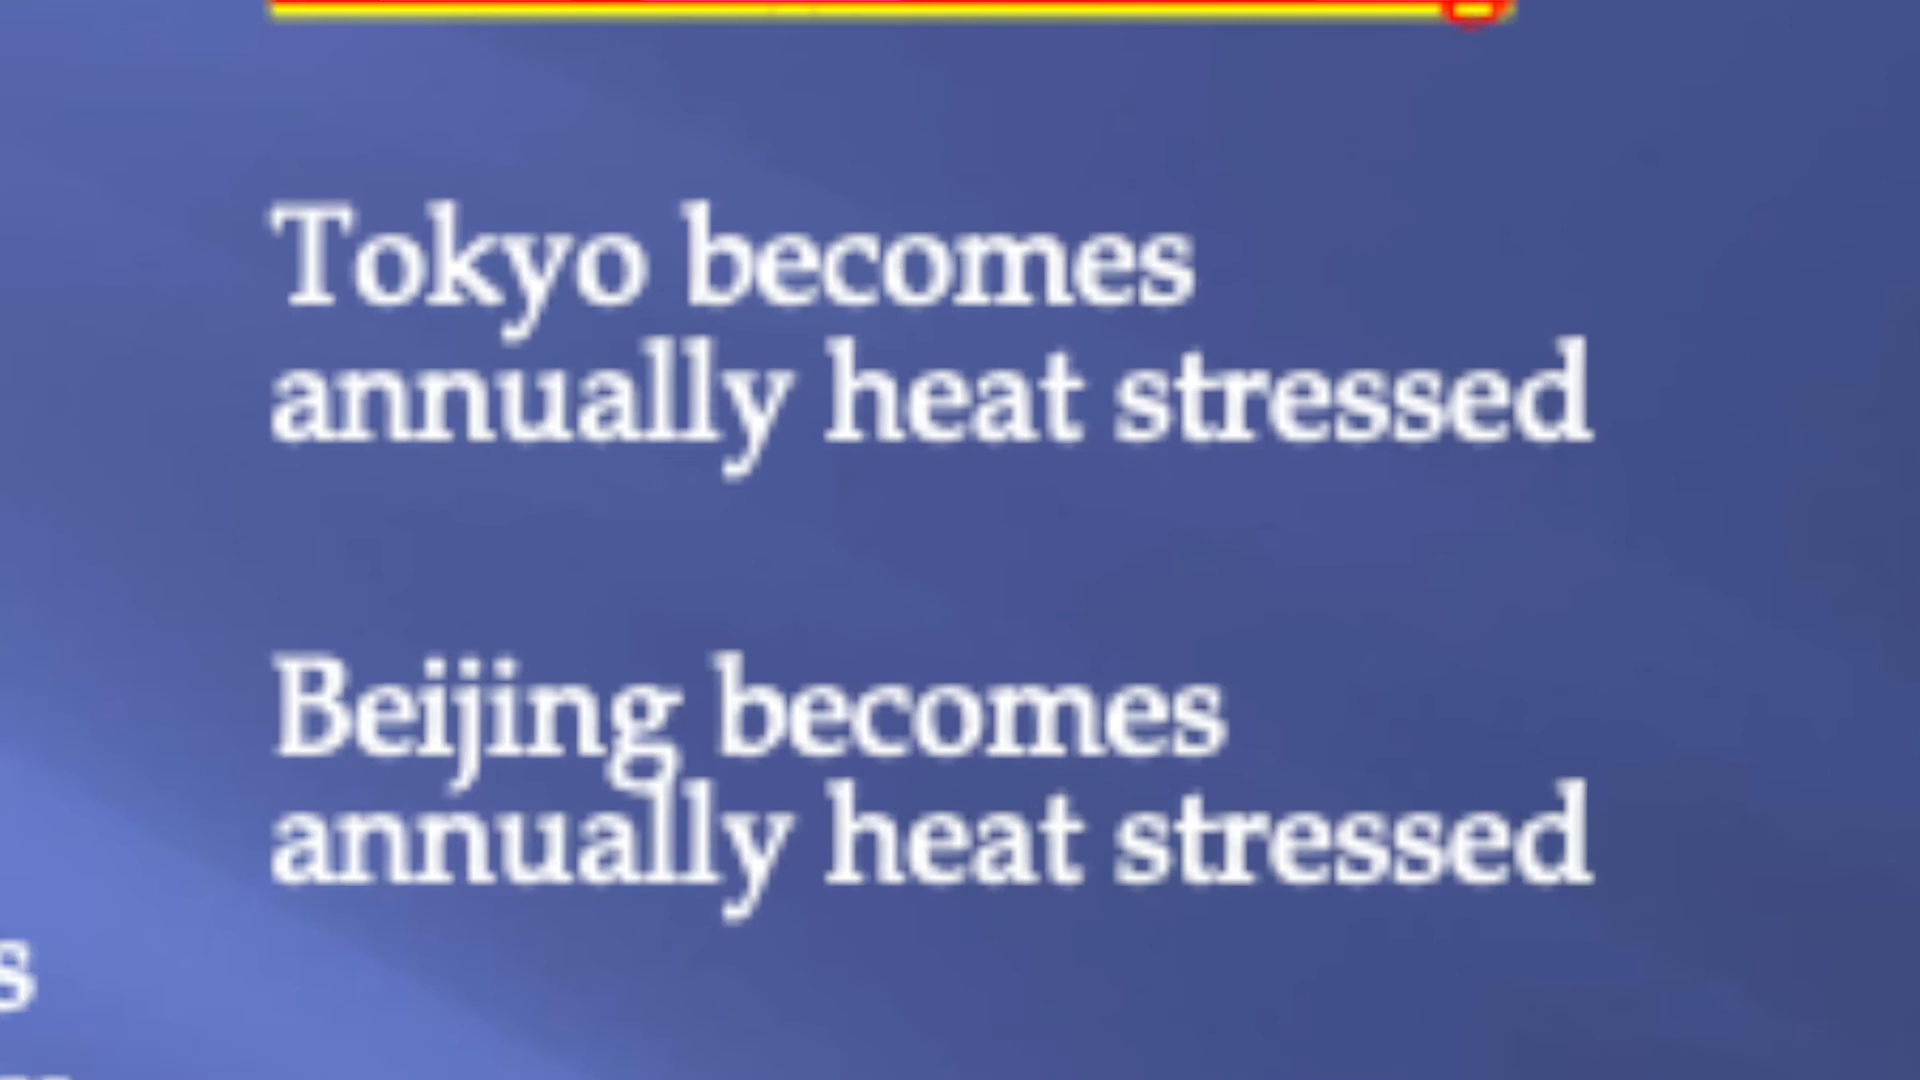 Tokyo becomes
annually heat stressed
Beijing becomes
annually heat stressed
s